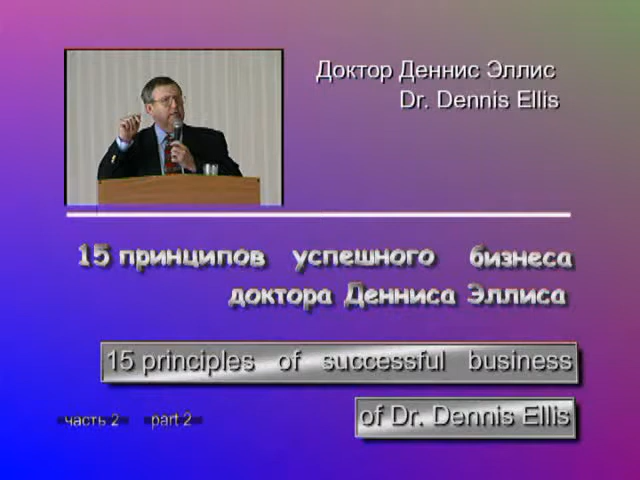 Доктор Деннис Эллис
Dr. Dennis Ellis
15 принципов успешного бизнеса
доктора Денниса Эллиса
15 principles of successful business
of Dr. Dennis Ellis
часть 2 part 2